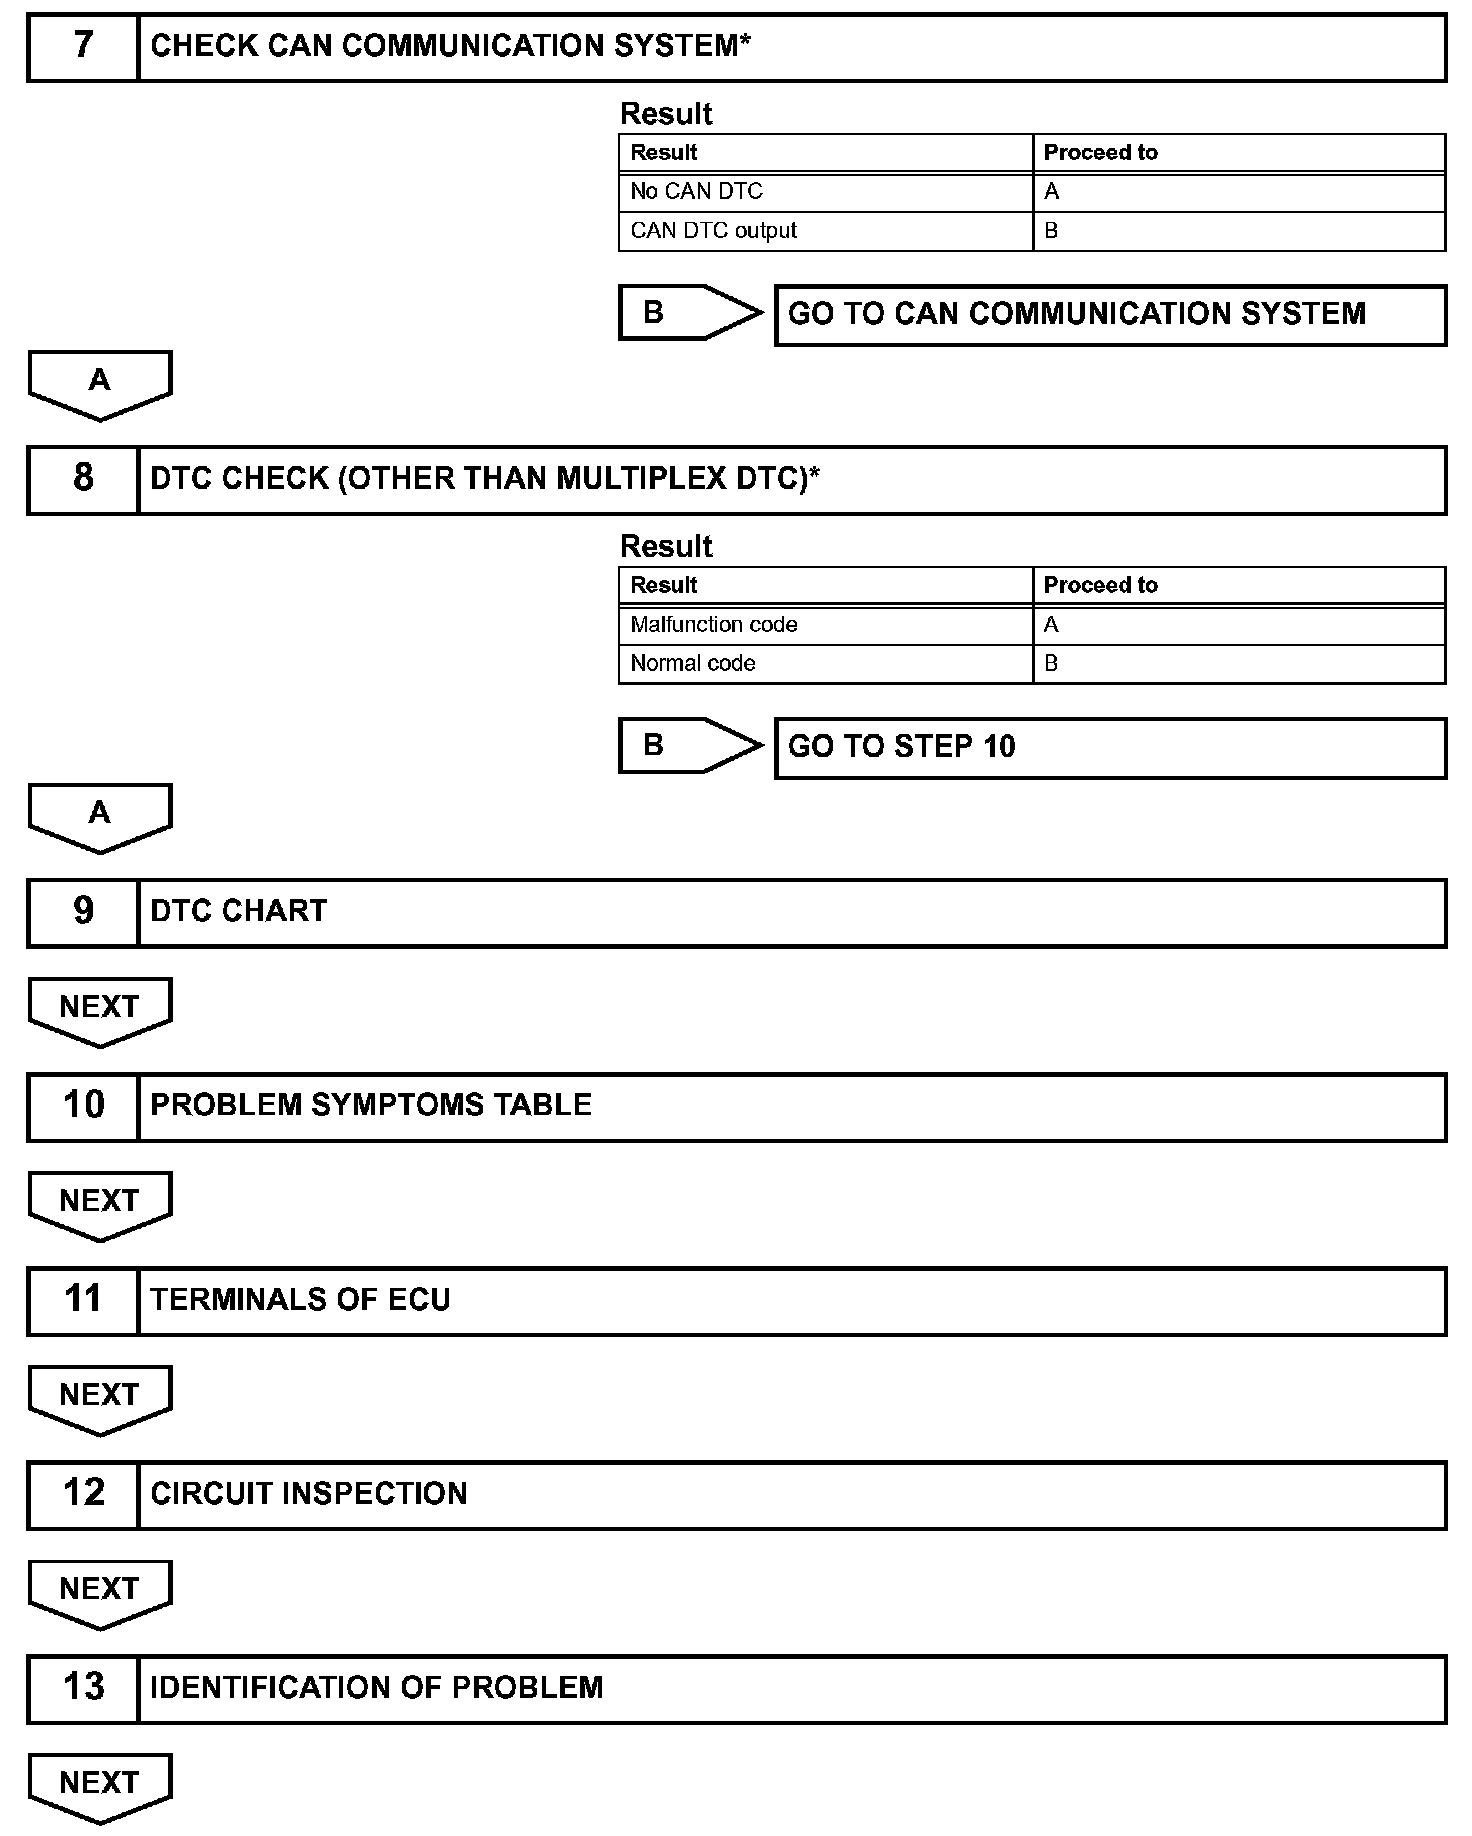 7 CHECK CAN COMMUNICATION SYSTEM*
Result
Result Proceed to
No CAN DTC A
CAN DTC output B
B GO TO CAN COMMUNICATION SYSTEM
A
8 DTC CHECK (OTHER THAN MULTIPLEX DTC)*
Result
Result Proceed to
Malfunction code A
Normal code B
B GO TO STEP 10
A
9 DTC CHART
NEXT
10 PROBLEM SYMPTOMS TABLE
NEXT
11 TERMINALS OF ECU
NEXT
12 CIRCUIT INSPECTION
NEXT
13 IDENTIFICATION OF PROBLEM
NEXT